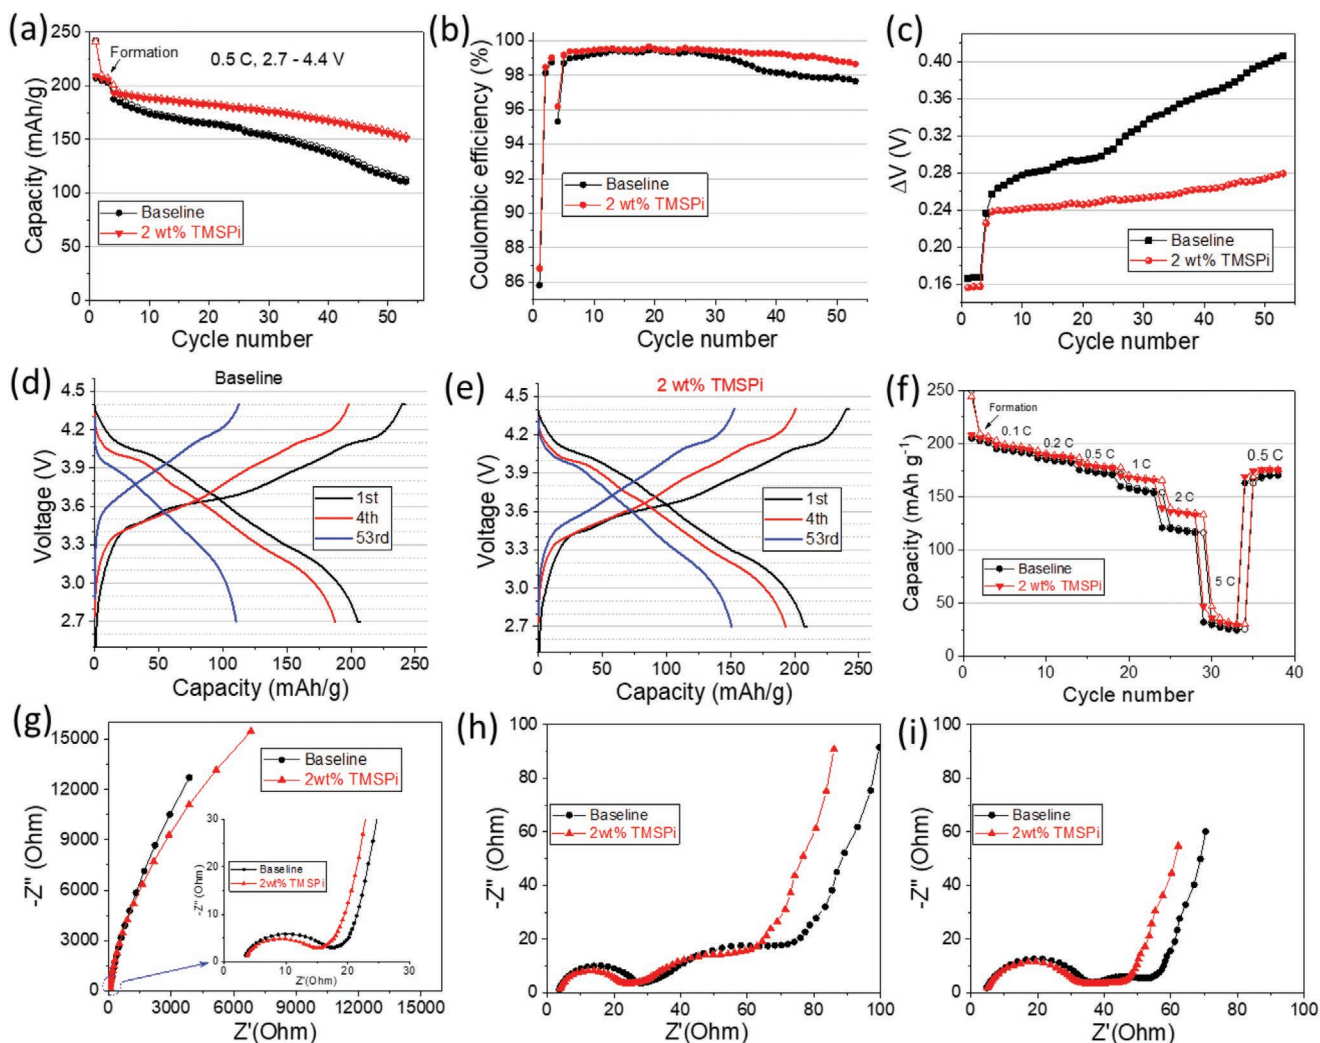 (a)
250
200
150
100
50
0
Capacity (mAh/g)
Formation
0.5 C, 2.7 - 4.4 V
Baseline
2 wt% TMSPi
0 10 20 30 40 50
Cycle number
(b)
100
98
96
94
92
90
88
86
Coulombic efficiency (%)
Baseline
2 wt% TMSPi
0 10 20 30 40 50
Cycle number
(c)
0.40
0.36
0.32
0.28
0.24
0.20
0.16
ΔV (V)
Baseline
2 wt% TMSPi
0 10 20 30 40 50
Cycle number
(d)
Baseline
4.5
4.2
3.9
3.6
3.3
3.0
2.7
Voltage (V)
1st
4th
53rd
0 50 100 150 200 250
Capacity (mAh/g)
(e)
2 wt% TMSPi
4.5
4.2
3.9
3.6
3.3
3.0
2.7
Voltage (V)
1st
4th
53rd
0 50 100 150 200 250
Capacity (mAh/g)
(f)
250
200
150
100
50
0
Capacity (mAh g⁻¹)
Formation
0.1 C
0.2 C
0.5 C
1 C
2 C
5 C
0.5 C
Baseline
2 wt% TMSPi
0 10 20 30 40
Cycle number
(g)
15000
12000
9000
6000
3000
0
-Z" (Ohm)
Baseline
2wt% TMSPi
30
20
10
0
-Z" (Ohm)
Baseline
2wt% TMSPi
0 10 20 30
Z'(Ohm)
0 3000 6000 9000 12000 15000
Z'(Ohm)
(h)
100
80
60
40
20
0
-Z" (Ohm)
Baseline
2wt% TMSPi
0 20 40 60 80 100
Z'(Ohm)
(i)
100
80
60
40
20
0
-Z" (Ohm)
Baseline
2wt% TMSPi
0 20 40 60 80 100
Z'(Ohm)